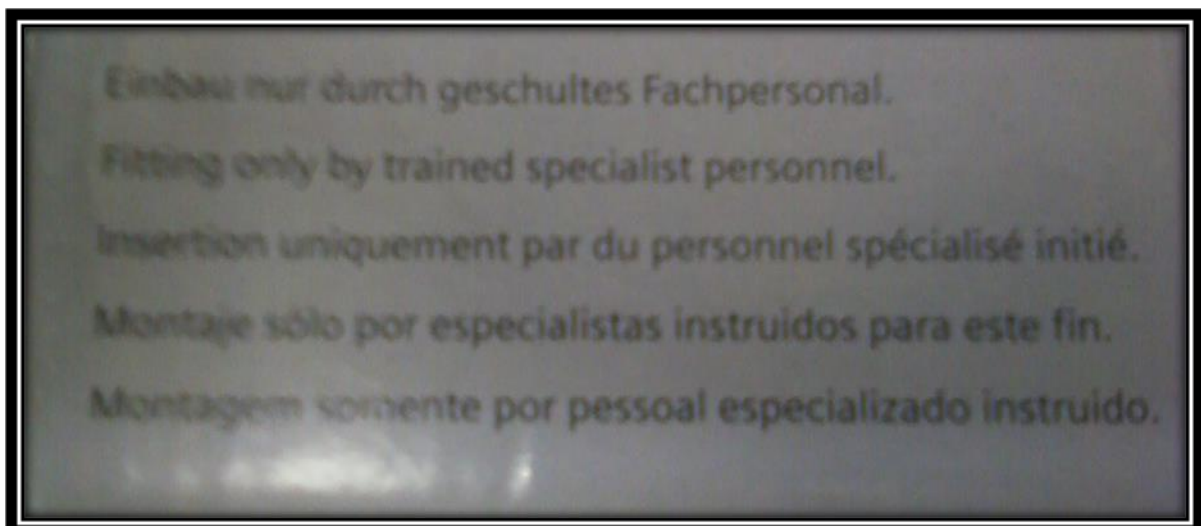 Einbau nur durch geschultes Fachpersonal.
Fitting only by trained specialist personnel.
Insertion uniquement par du personnel spécialisé initié.
Montaje sólo por especialistas instruidos para este fin.
Montagem somente por pessoal especializado instruido.